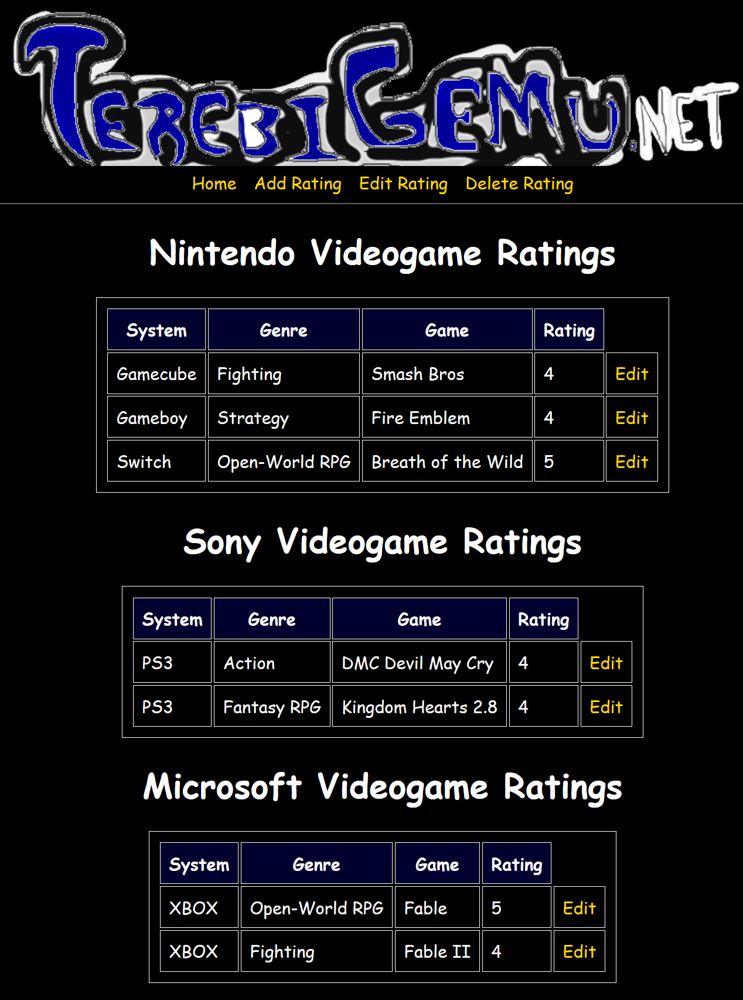 TEREBIGEMU.NET
Home Add Rating Edit Rating Delete Rating
Nintendo Videogame Ratings
System Genre Game Rating
Gamecube Fighting Smash Bros 4 Edit
Gameboy Strategy Fire Emblem 4 Edit
Switch Open-World RPG Breath of the Wild 5 Edit
Sony Videogame Ratings
System Genre Game Rating
PS3 Action DMC Devil May Cry 4 Edit
PS3 Fantasy RPG Kingdom Hearts 2.8 4 Edit
Microsoft Videogame Ratings
System Genre Game Rating
XBOX Open-World RPG Fable 5 Edit
XBOX Fighting Fable II 4 Edit